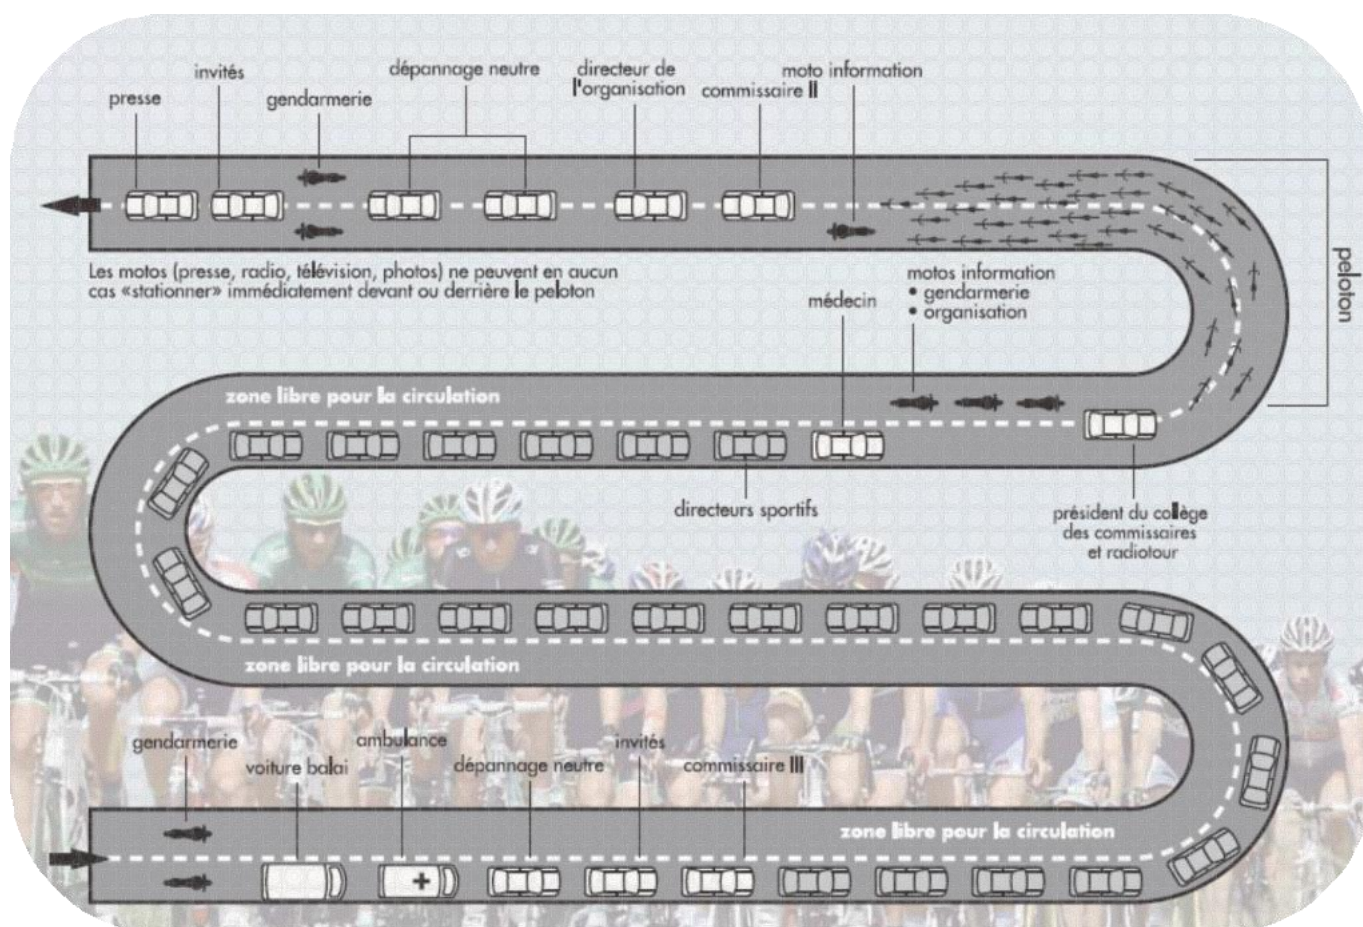 invités
dépannage neutre
directeur de
l'organisation
moto information
commissaire II
presse
gendarmerie
Les motos (presse, radio, télévision, photos) ne peuvent en aucun
cas «stationner» immédiatement devant ou derrière le peloton
motos information
• gendarmerie
• organisation
médecin
peloton
zone libre pour la circulation
directeurs sportifs
président du collège
des commissaires
et radiotour
zone libre pour la circulation
gendarmerie
voiture balai
ambulance
dépannage neutre
invités
commissaire III
zone libre pour la circulation